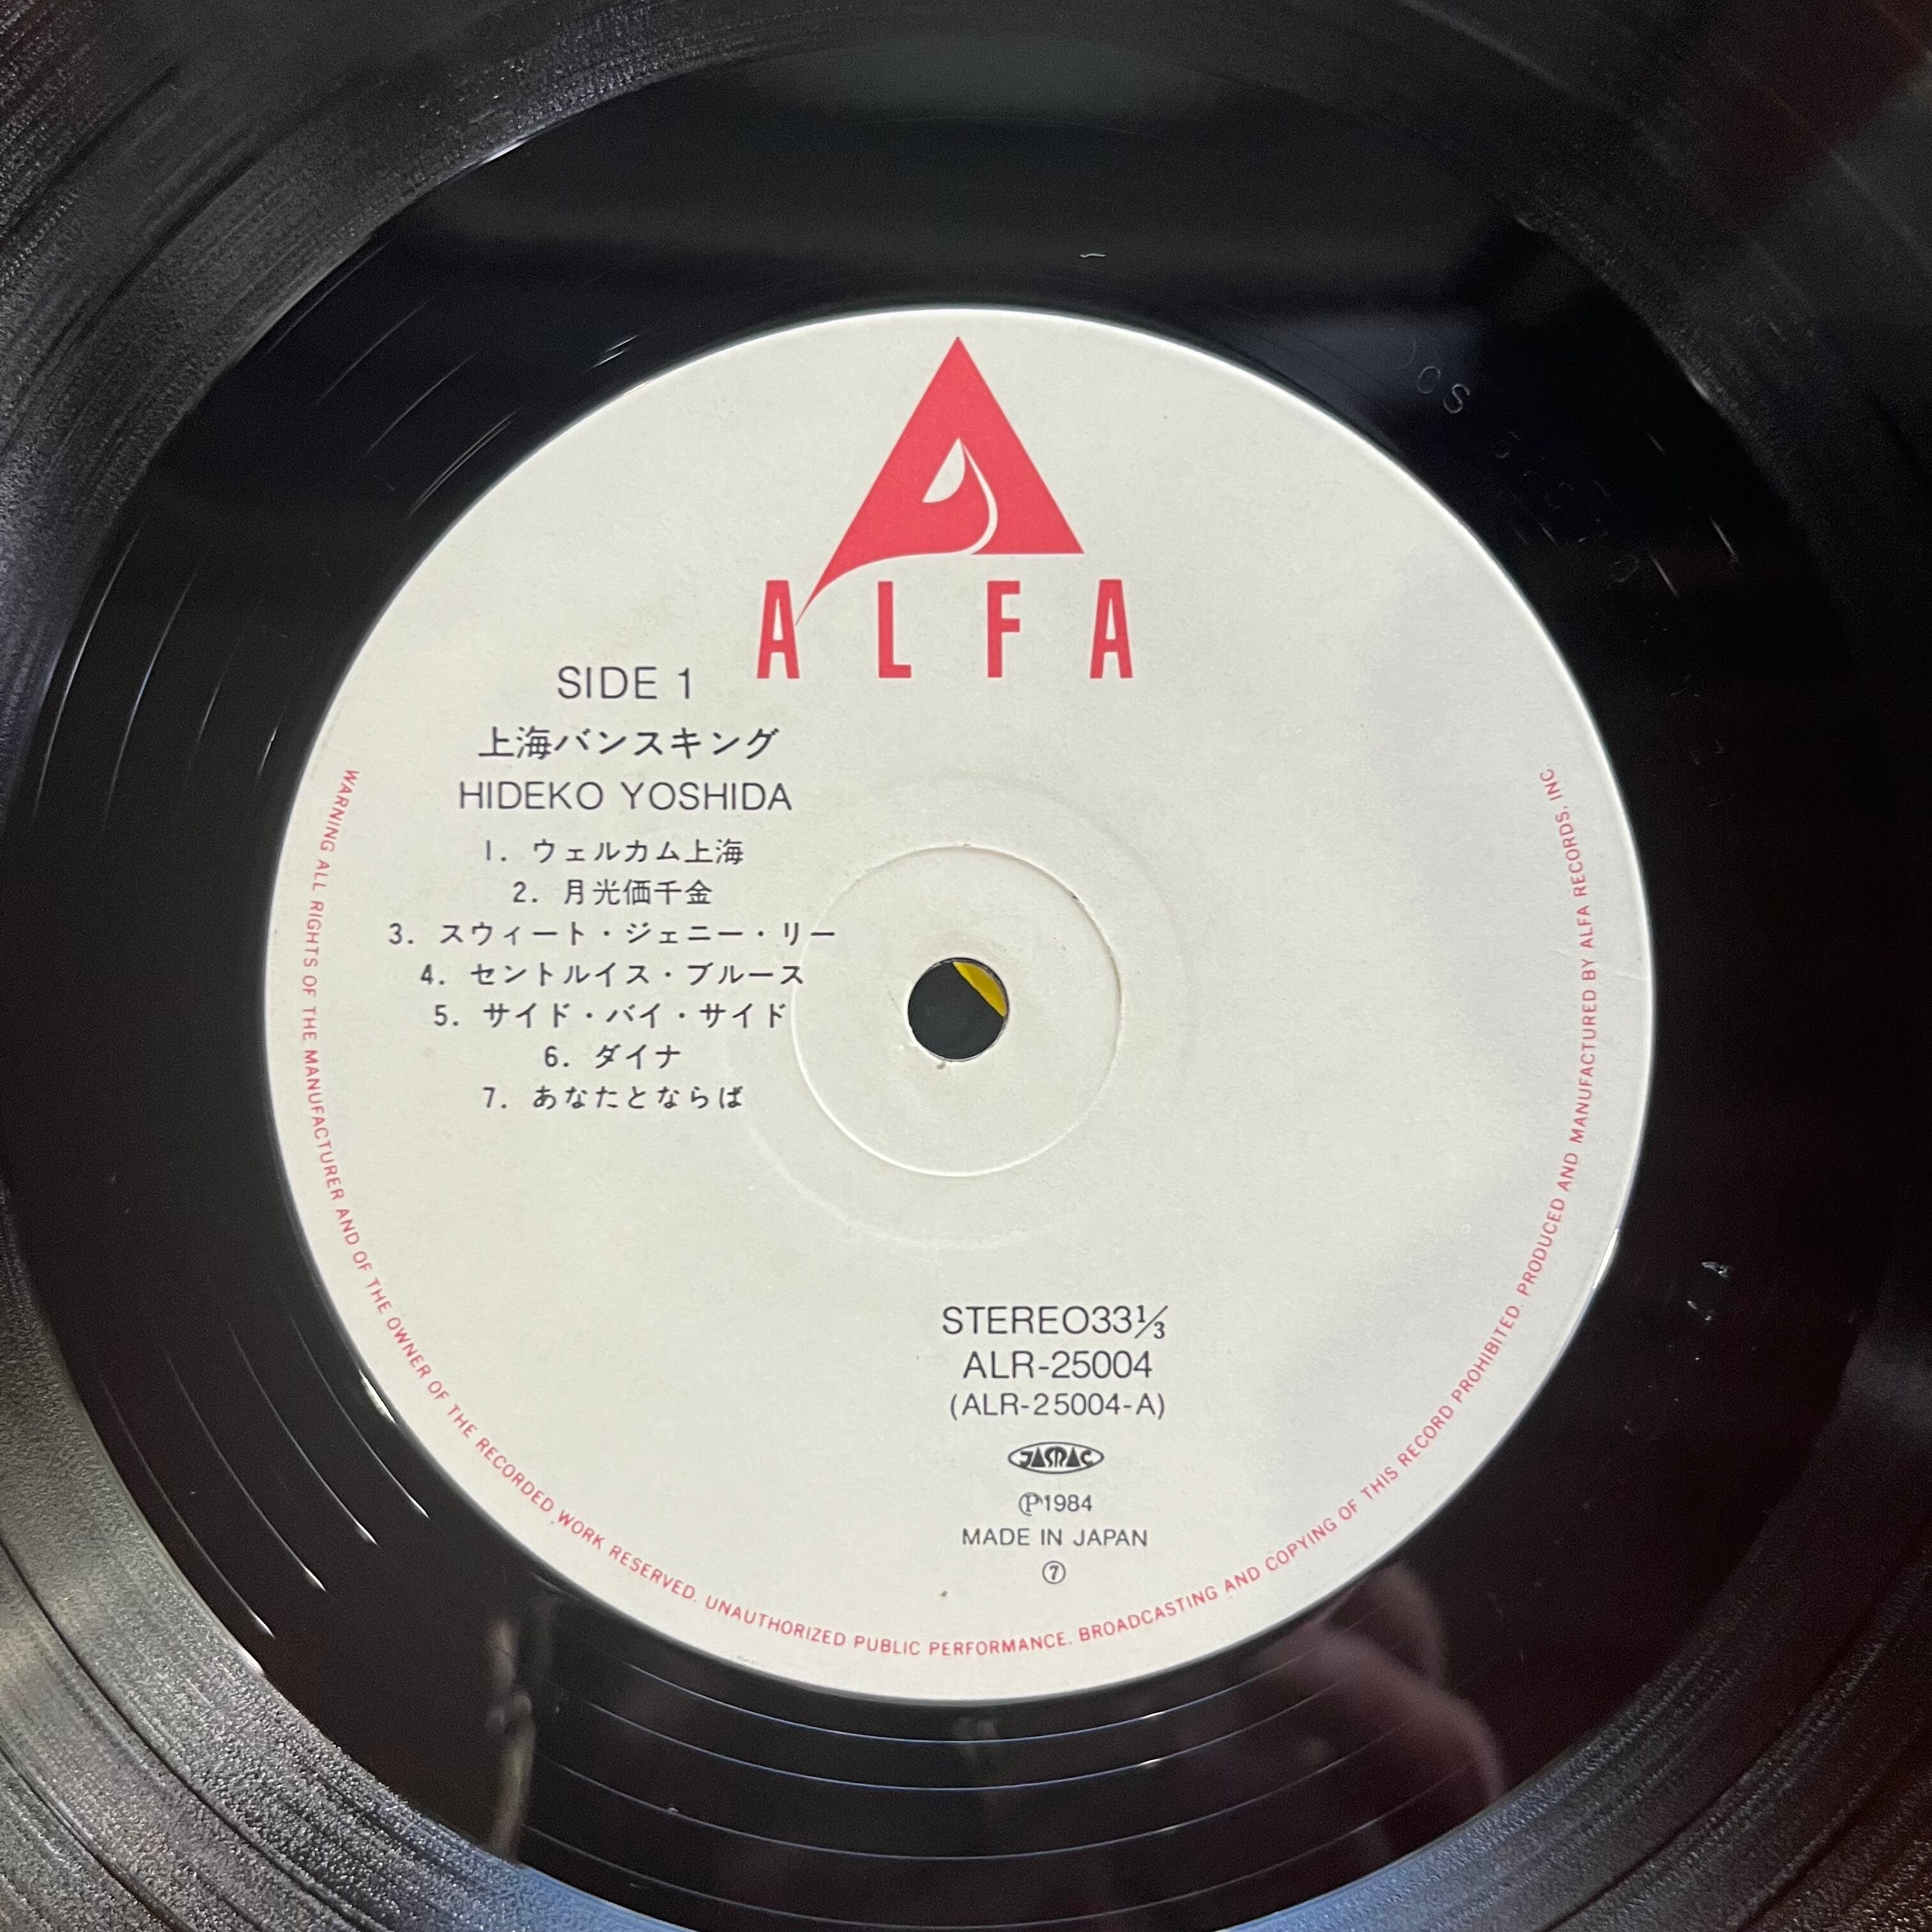 ALFA
SIDE 1
上海バンスキング
HIDEKO YOSHIDA
1. ウェルカム上海
2. 月光価千金
3. スウィート・ジェニー・リー
4. セントルイス・ブルース
5. サイド・バイ・サイド
6. ダイナ
7. あなたとならば
STEREO33⅓
ALR-25004
(ALR-25004-A)
JASRAC
Ⓟ1984
MADE IN JAPAN
⑦
WARNING ALL RIGHTS OF THE MANUFACTURER AND OF THE OWNER OF THE RECORDED WORK RESERVED. UNAUTHORIZED PUBLIC PERFORMANCE. BROADCASTING AND COPYING OF THIS RECORD PROHIBITED. PRODUCED AND MANUFACTURED BY ALFA RECORDS, INC.